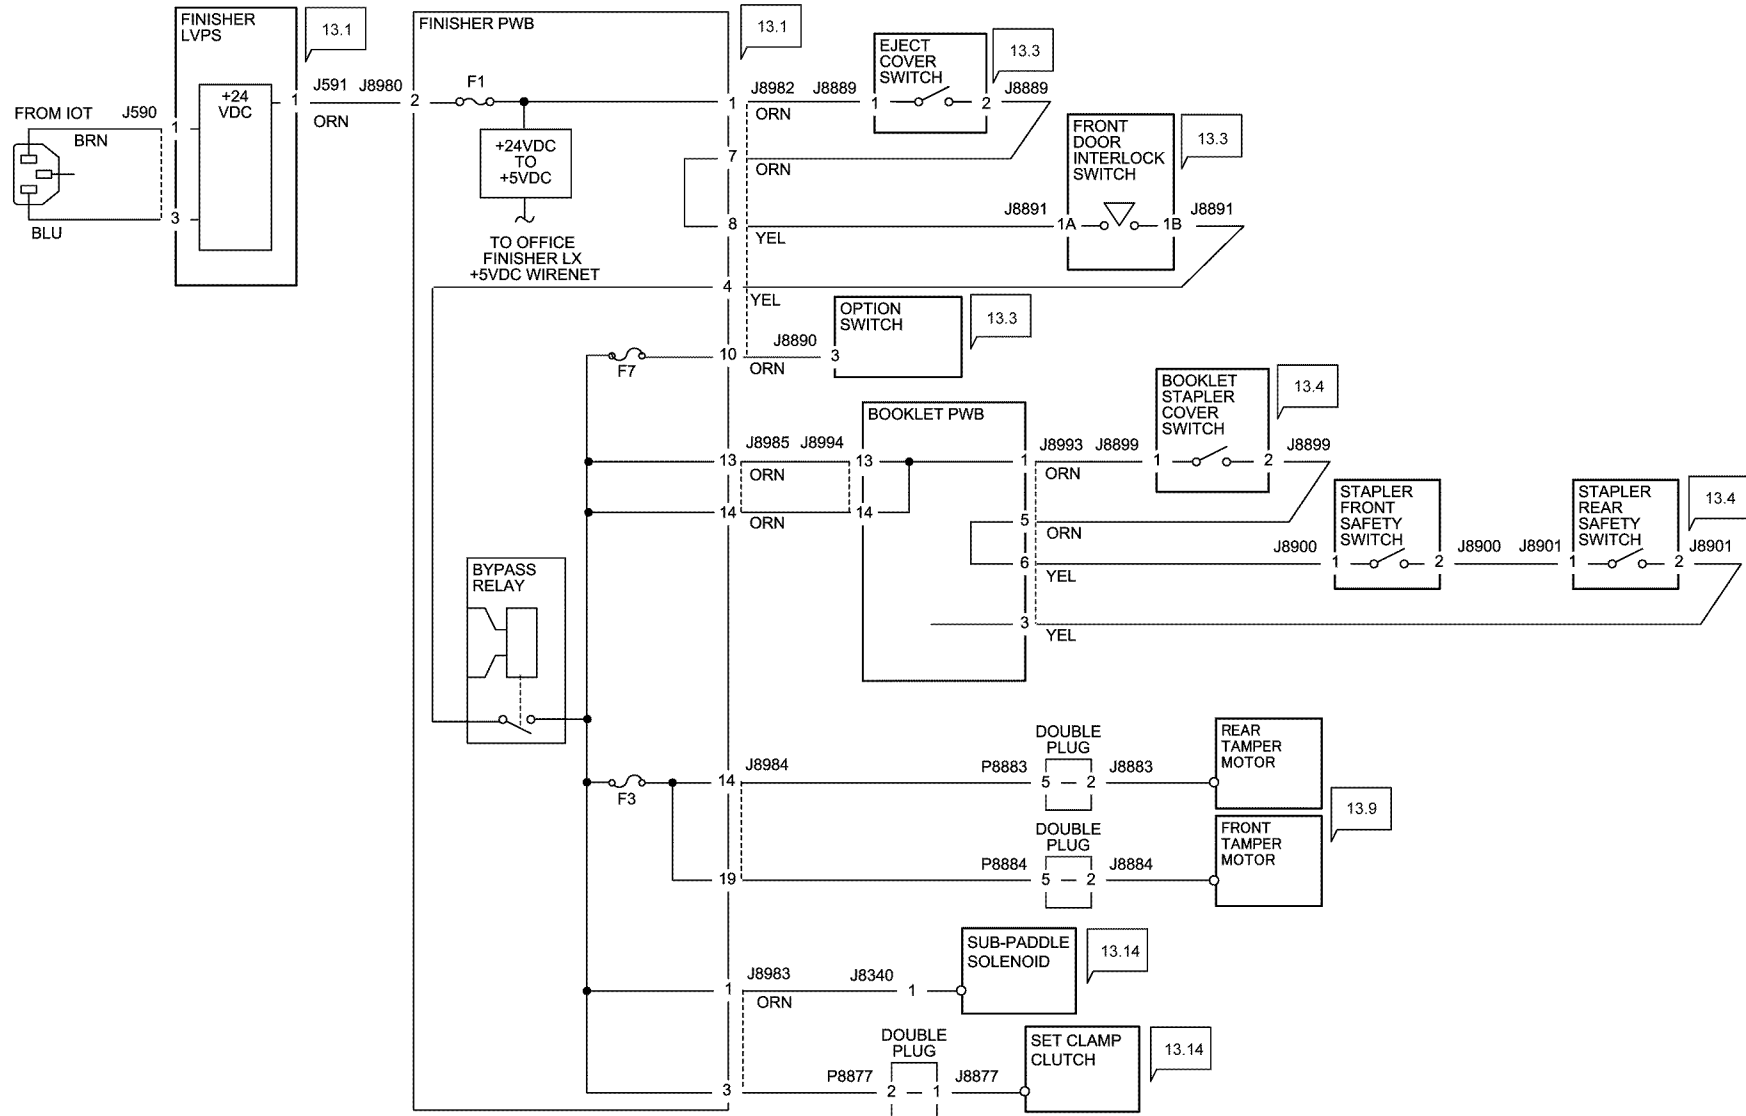 FINISHER
LVPS
13.1
FINISHER PWB
13.1
EJECT
COVER
SWITCH
13.3
FROM IOT
J590
BRN
1
3
BLU
+24
VDC
1
J591 J8980
ORN
2
F1
1
J8982 J8889
ORN
1
2
J8889
+24VDC
TO
+5VDC
TO OFFICE
FINISHER LX
+5VDC WIRENET
7
ORN
FRONT
DOOR
INTERLOCK
SWITCH
13.3
8
YEL
J8891
1A
1B
J8891
4
YEL
OPTION
SWITCH
13.3
F7
10
ORN
J8890
3
BOOKLET PWB
BOOKLET
STAPLER
COVER
SWITCH
13.4
13
J8985 J8994
ORN
13
1
J8993 J8899
ORN
1
2
J8899
14
ORN
14
5
ORN
STAPLER
FRONT
SAFETY
SWITCH
STAPLER
REAR
SAFETY
SWITCH
13.4
6
YEL
J8900
1
2
J8900 J8901
1
2
J8901
3
YEL
BYPASS
RELAY
F3
14
J8984
P8883
DOUBLE
PLUG
5
2
J8883
REAR
TAMPER
MOTOR
13.9
19
P8884
DOUBLE
PLUG
5
2
J8884
FRONT
TAMPER
MOTOR
1
J8983
ORN
J8340
1
SUB-PADDLE
SOLENOID
13.14
3
P8877
DOUBLE
PLUG
2
1
J8877
SET CLAMP
CLUTCH
13.14